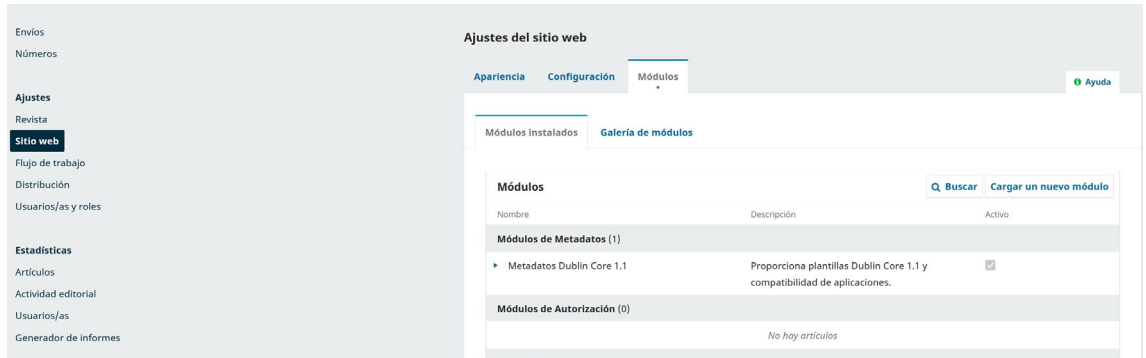 Envíos
Números
Ajustes
Revista
Sitio web
Flujo de trabajo
Distribución
Usuarios/as y roles
Estadísticas
Artículos
Actividad editorial
Usuarios/as
Generador de informes
Ajustes del sitio web
Apariencia Configuración Módulos
Ayuda
Módulos instalados Galería de módulos
Módulos Buscar Cargar un nuevo módulo
Nombre Descripción Activo
Módulos de Metadatos (1)
Metadatos Dublin Core 1.1 Proporciona plantillas Dublin Core 1.1 y
compatibilidad de aplicaciones.
Módulos de Autorización (0)
No hay artículos